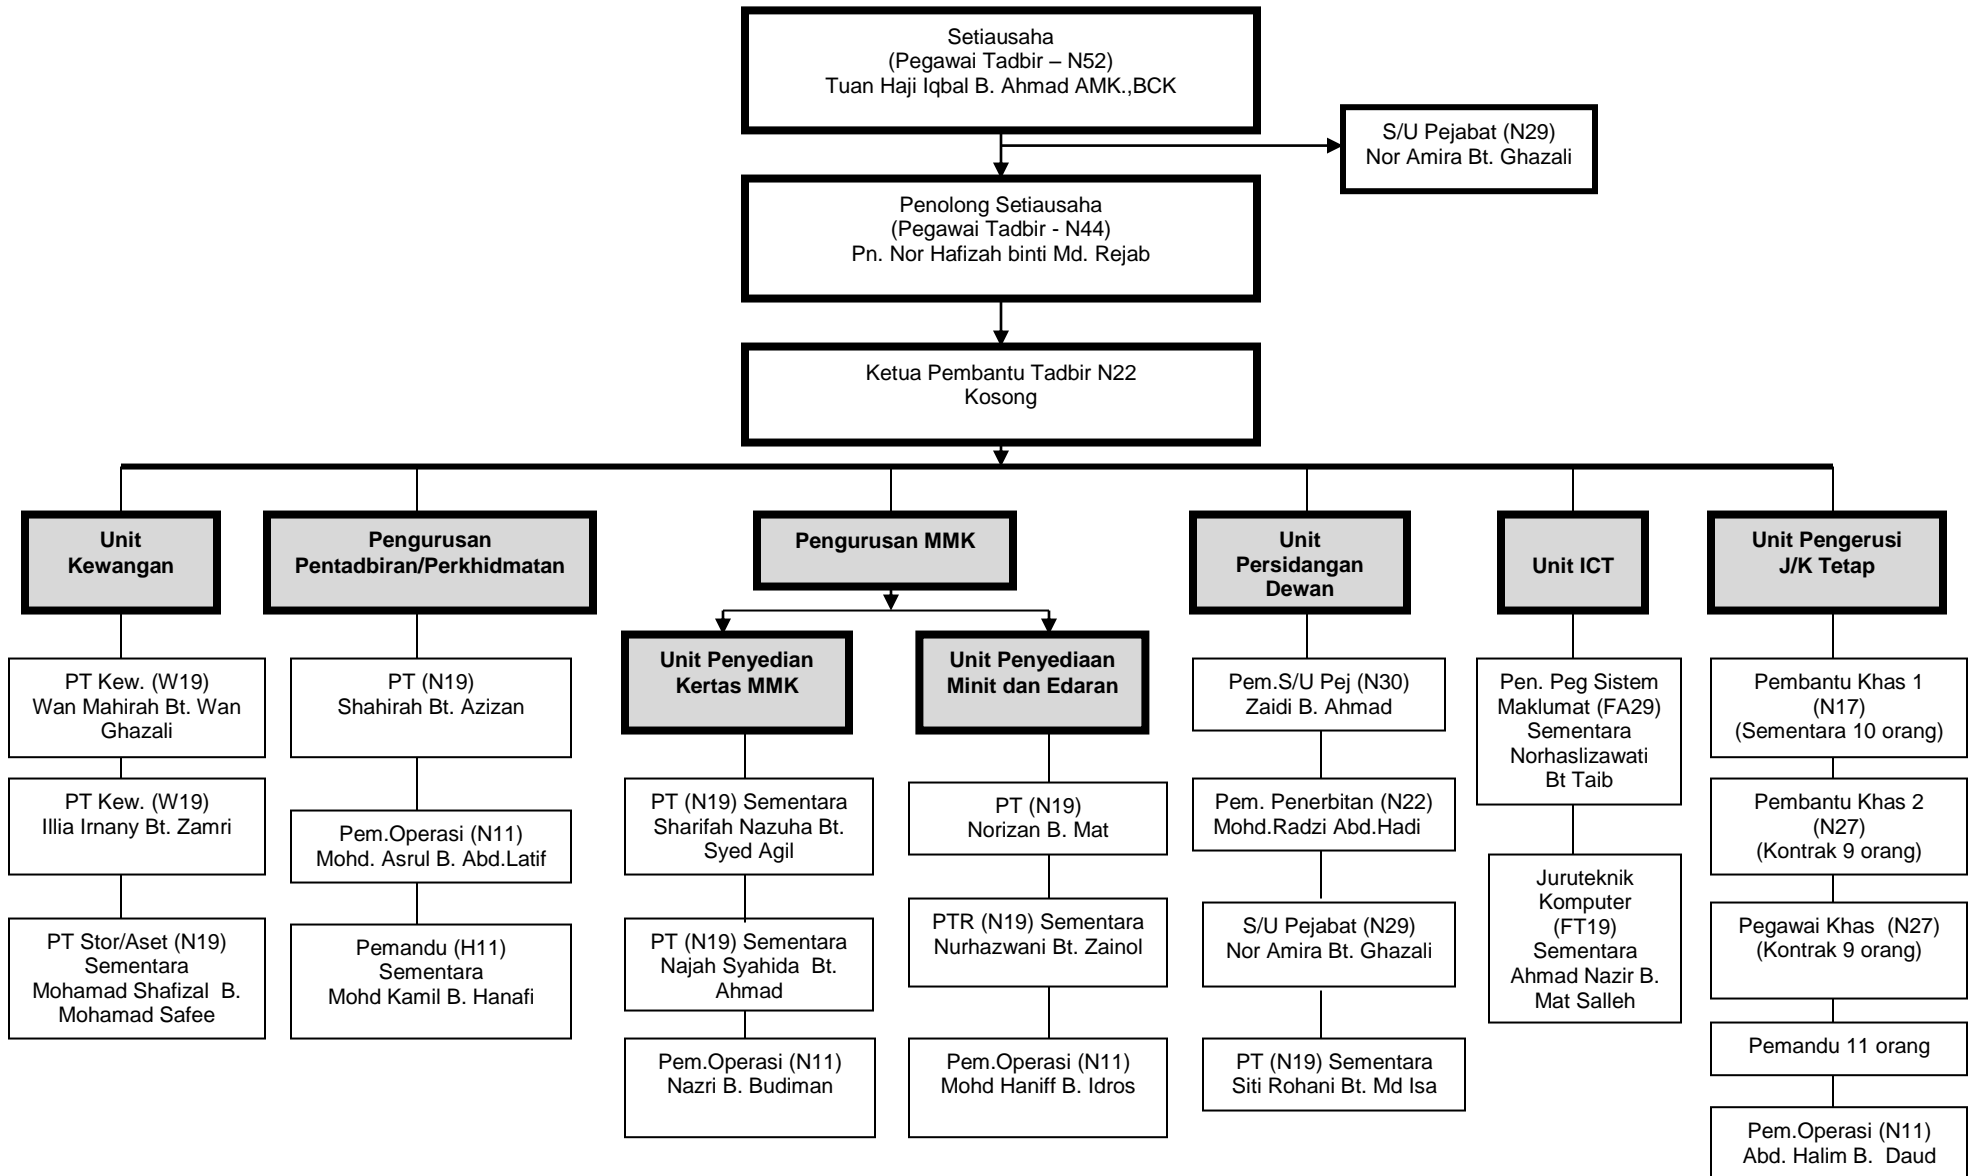 Setiausaha
(Pegawai Tadbir – N52)
Tuan Haji Iqbal B. Ahmad AMK.,BCK
S/U Pejabat (N29)
Nor Amira Bt. Ghazali
Penolong Setiausaha
(Pegawai Tadbir - N44)
Pn. Nor Hafizah binti Md. Rejab
Ketua Pembantu Tadbir N22
Kosong
Unit
Kewangan
PT Kew. (W19)
Wan Mahirah Bt. Wan
Ghazali
PT Kew. (W19)
Illia Irnany Bt. Zamri
PT Stor/Aset (N19)
Sementara
Mohamad Shafizal B.
Mohamad Safee
Pengurusan
Pentadbiran/Perkhidmatan
PT (N19)
Shahirah Bt. Azizan
Pem.Operasi (N11)
Mohd. Asrul B. Abd.Latif
Pemandu (H11)
Sementara
Mohd Kamil B. Hanafi
Pengurusan MMK
Unit Penyedian
Kertas MMK
PT (N19) Sementara
Sharifah Nazuha Bt.
Syed Agil
PT (N19) Sementara
Najah Syahida Bt.
Ahmad
Pem.Operasi (N11)
Nazri B. Budiman
Unit Penyediaan
Minit dan Edaran
PT (N19)
Norizan B. Mat
PTR (N19) Sementara
Nurhazwani Bt. Zainol
Pem.Operasi (N11)
Mohd Haniff B. Idros
Unit
Persidangan
Dewan
Pem.S/U Pej (N30)
Zaidi B. Ahmad
Pem. Penerbitan (N22)
Mohd.Radzi Abd.Hadi
S/U Pejabat (N29)
Nor Amira Bt. Ghazali
PT (N19) Sementara
Siti Rohani Bt. Md Isa
Unit ICT
Pen. Peg Sistem
Maklumat (FA29)
Sementara
Norhaslizawati
Bt Taib
Juruteknik
Komputer
(FT19)
Sementara
Ahmad Nazir B.
Mat Salleh
Unit Pengerusi
J/K Tetap
Pembantu Khas 1
(N17)
(Sementara 10 orang)
Pembantu Khas 2
(N27)
(Kontrak 9 orang)
Pegawai Khas (N27)
(Kontrak 9 orang)
Pemandu 11 orang
Pem.Operasi (N11)
Abd. Halim B. Daud